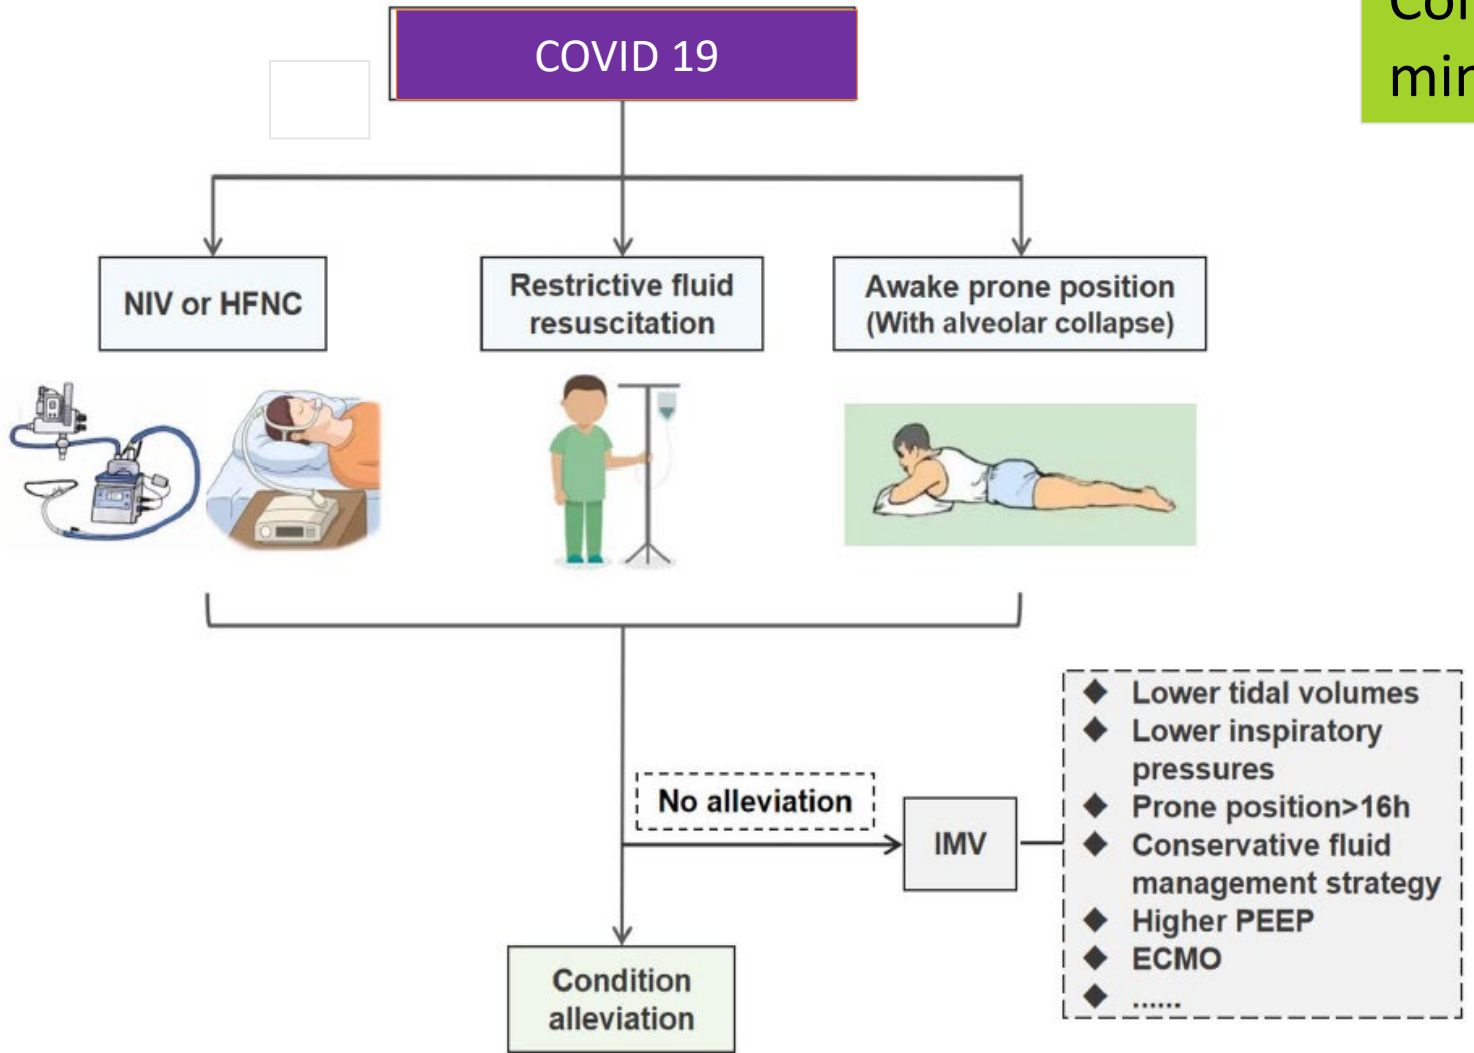 COVID 19
NIV or HFNC
Restrictive fluid
resuscitation
Awake prone position
(With alveolar collapse)
No alleviation
IMV
Lower tidal volumes
Lower inspiratory
pressures
Prone position>16h
Conservative fluid
management strategy
Higher PEEP
ECMO
......
Condition
alleviation